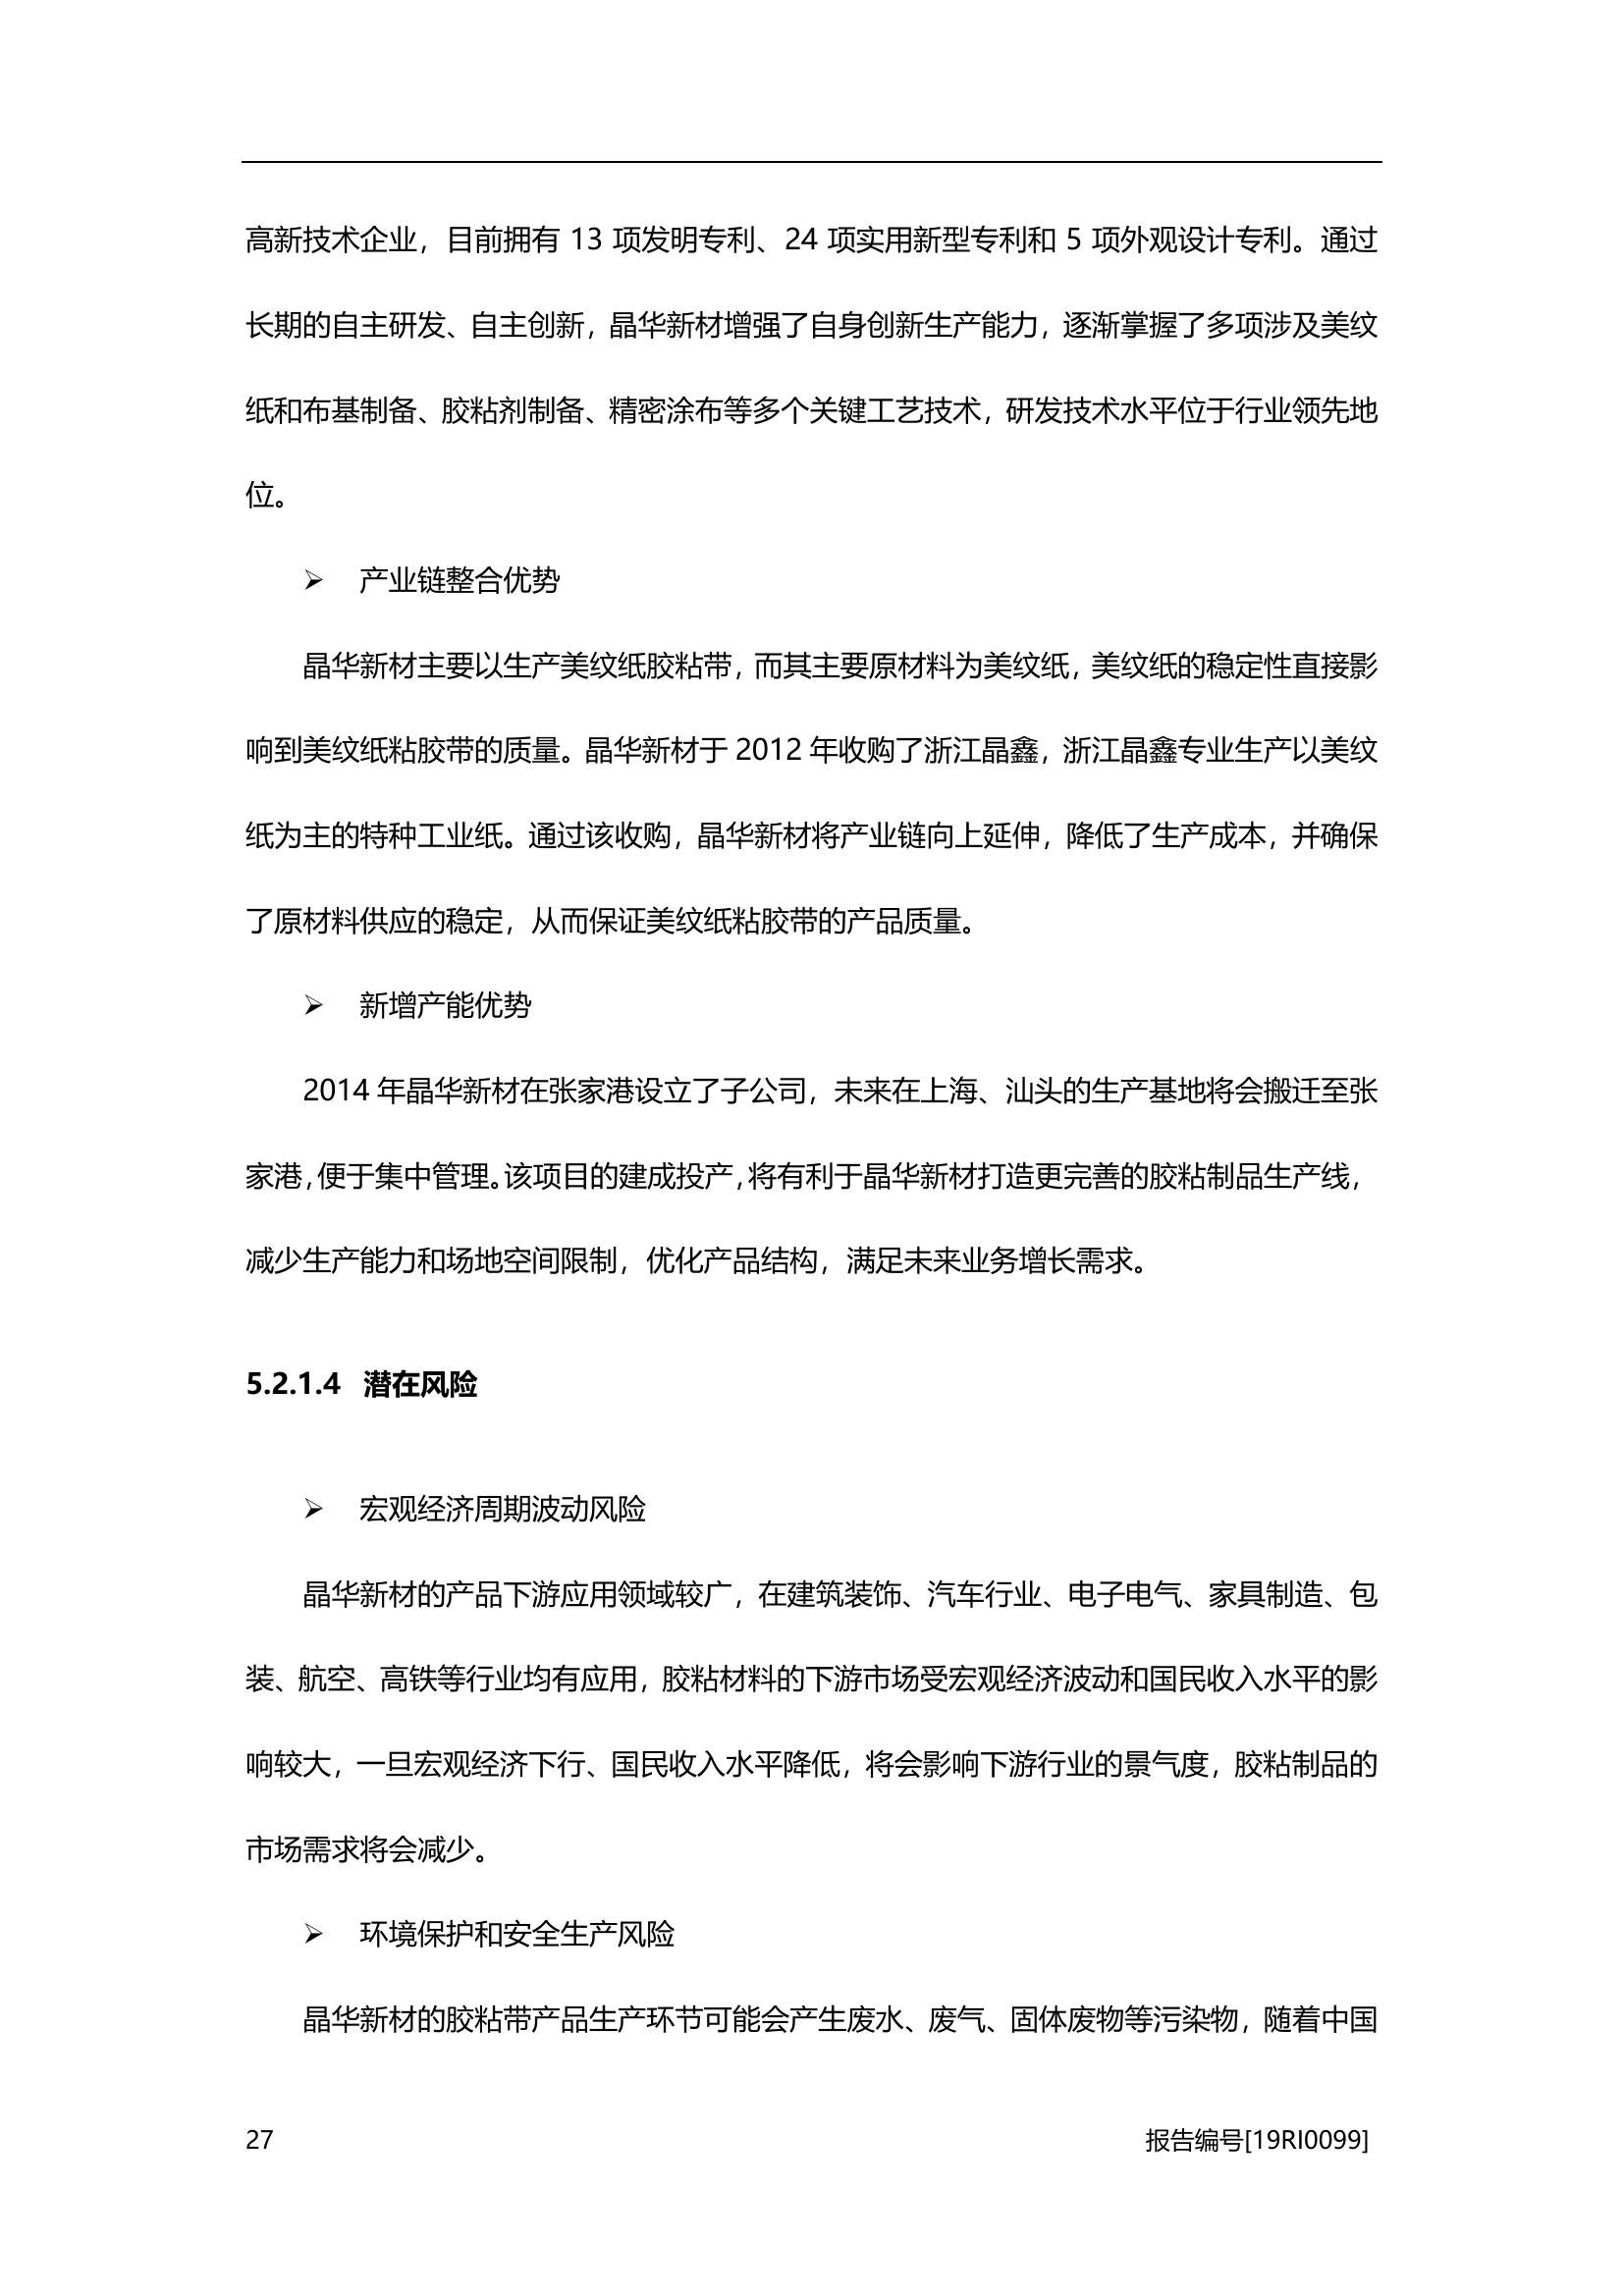 高新技术企业，目前拥有 13 项发明专利、24 项实用新型专利和 5 项外观设计专利。通过
长期的自主研发、自主创新，晶华新材增强了自身创新生产能力，逐渐掌握了多项涉及美纹
纸和布基制备、胶粘剂制备、精密涂布等多个关键工艺技术，研发技术水平位于行业领先地
位。
➢ 产业链整合优势
晶华新材主要以生产美纹纸胶粘带，而其主要原材料为美纹纸，美纹纸的稳定性直接影
响到美纹纸粘胶带的质量。晶华新材于 2012 年收购了浙江晶鑫，浙江晶鑫专业生产以美纹
纸为主的特种工业纸。通过该收购，晶华新材将产业链向上延伸，降低了生产成本，并确保
了原材料供应的稳定，从而保证美纹纸粘胶带的产品质量。
➢ 新增产能优势
2014 年晶华新材在张家港设立了子公司，未来在上海、汕头的生产基地将会搬迁至张
家港，便于集中管理。该项目的建成投产，将有利于晶华新材打造更完善的胶粘制品生产线，
减少生产能力和场地空间限制，优化产品结构，满足未来业务增长需求。
5.2.1.4 潜在风险
➢ 宏观经济周期波动风险
晶华新材的产品下游应用领域较广，在建筑装饰、汽车行业、电子电气、家具制造、包
装、航空、高铁等行业均有应用，胶粘材料的下游市场受宏观经济波动和国民收入水平的影
响较大，一旦宏观经济下行、国民收入水平降低，将会影响下游行业的景气度，胶粘制品的
市场需求将会减少。
➢ 环境保护和安全生产风险
晶华新材的胶粘带产品生产环节可能会产生废水、废气、固体废物等污染物，随着中国
27 报告编号[19RI0099]